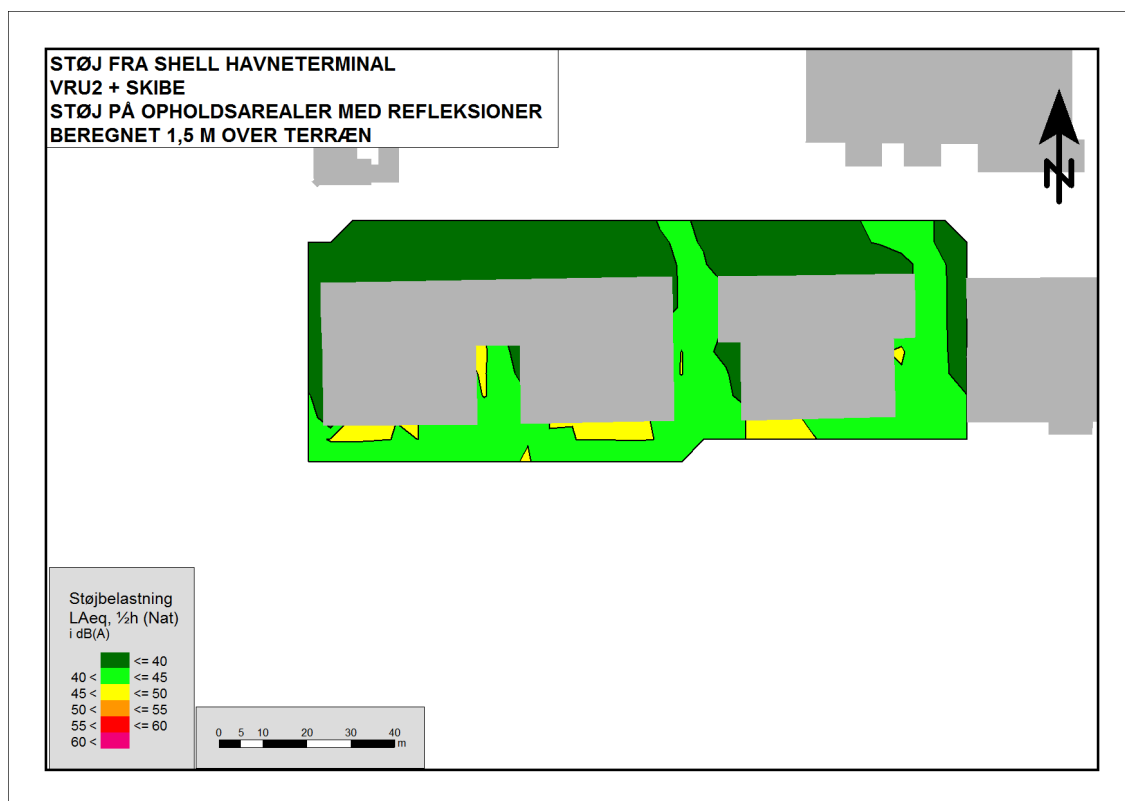 STØJ FRA SHELL HAVNETERMINAL
VRU2 + SKIBE
STØJ PÅ OPHOLDSAREALER MED REFLEKSIONER
BEREGNET 1,5 M OVER TERRÆN
N
Støjbelastning
LAeq, ½h (Nat)
i dB(A)
<= 40
40 < <= 45
45 < <= 50
50 < <= 55
55 < <= 60
60 <
0 5 10 20 30 40
m